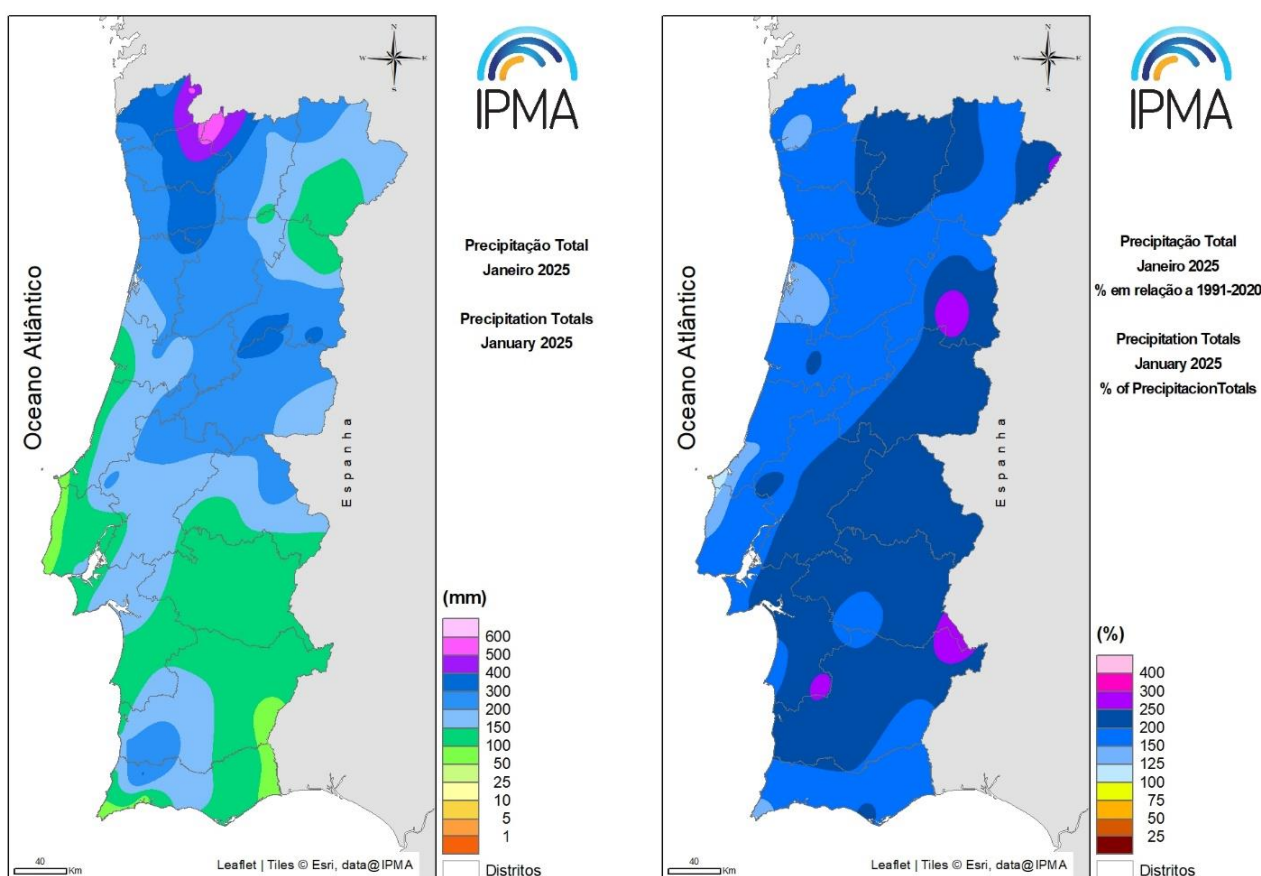 N
W
E
S
IPMA
Precipitação Total
Janeiro 2025
Precipitation Totals
January 2025
Oceano Atlântico
Espanha
(mm)
600
500
400
300
200
150
100
50
25
10
5
1
Distritos
40
Km
Leaflet | Tiles © Esri, data@IPMA
N
W
E
S
IPMA
Precipitação Total
Janeiro 2025
% em relação a 1991-2020
Precipitation Totals
January 2025
% of PrecipitacionTotals
Oceano Atlântico
Espanha
(%)
400
300
250
200
150
125
100
75
50
25
Distritos
40
Km
Leaflet | Tiles © Esri, data@IPMA